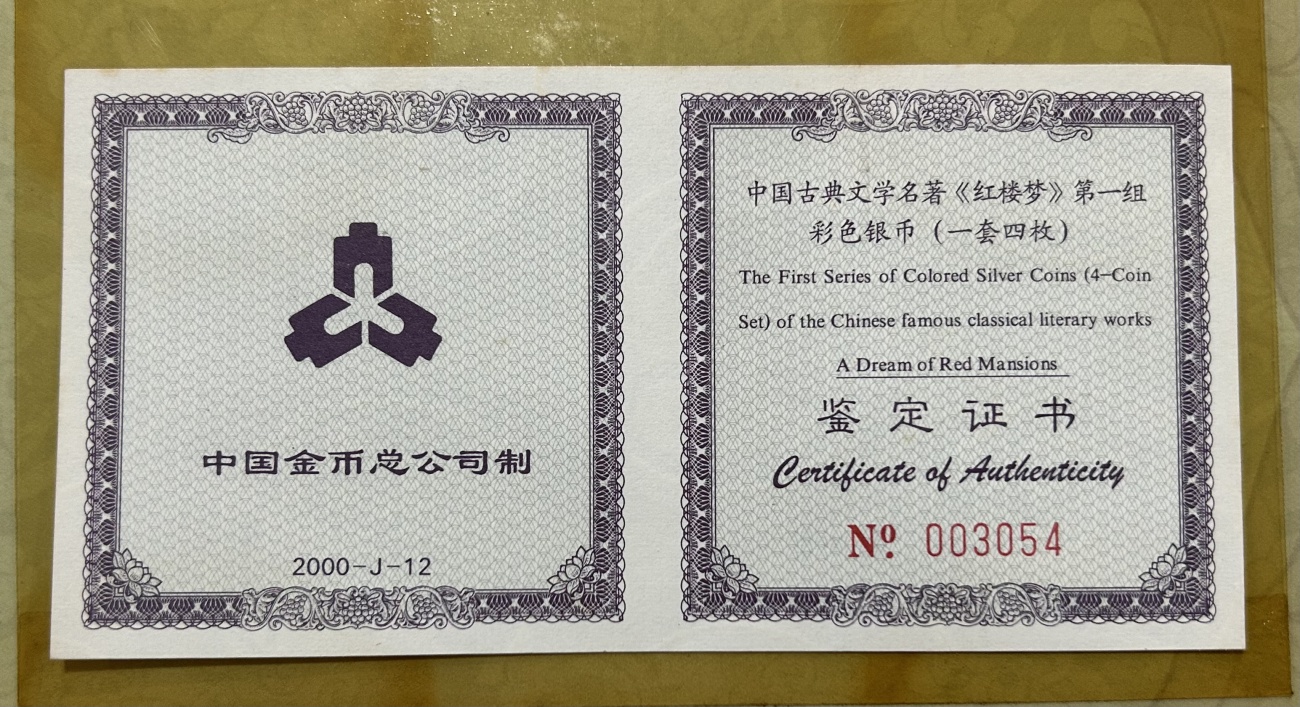 中国金币总公司制
2000-J-12
中国古典文学名著《红楼梦》第一组
彩色银币（一套四枚）
The First Series of Colored Silver Coins (4-Coin
Set) of the Chinese famous classical literary works
A Dream of Red Mansions
鉴定证书
Certificate of Authenticity
Nº. 003054